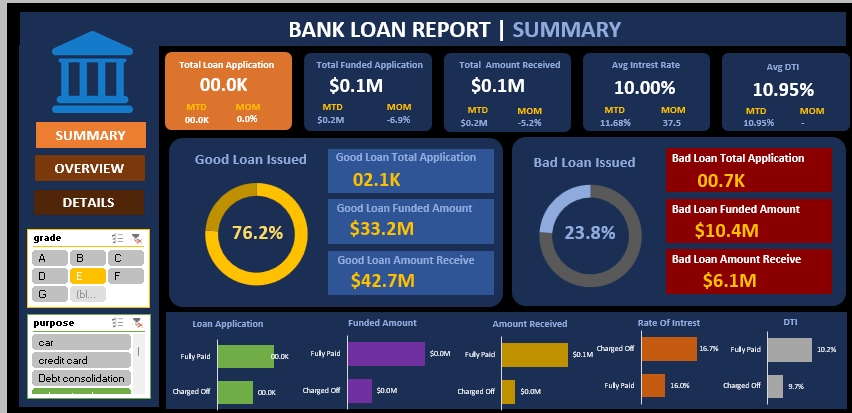 BANK LOAN REPORT | SUMMARY
Total Loan Application
00.0K
MTD MOM
00.0K 0.0%
Total Funded Application
$0.1M
MTD MOM
$0.2M -6.9%
Total Amount Received
$0.1M
MTD MOM
$0.2M -5.2%
Avg Intrest Rate
10.00%
MTD MOM
11.68% 37.5
Avg DTI
10.95%
MTD MOM
10.95% -
SUMMARY
OVERVIEW
DETAILS
grade
A B C
D E F
G (bl...
purpose
car
credit card
Debt consolidation
Good Loan Issued
76.2%
Good Loan Total Application
02.1K
Good Loan Funded Amount
$33.2M
Good Loan Amount Receive
$42.7M
Bad Loan Issued
23.8%
Bad Loan Total Application
00.7K
Bad Loan Funded Amount
$10.4M
Bad Loan Amount Receive
$6.1M
Loan Application
Fully Paid 00.0K
Charged Off 00.0K
Funded Amount
Fully Paid $0.0M
Charged Off $0.0M
Amount Received
Fully Paid $0.1M
Charged Off $0.0M
Rate Of Intrest
Charged Off 16.7%
Fully Paid 16.0%
DTI
Fully Paid 10.2%
Charged Off 9.7%